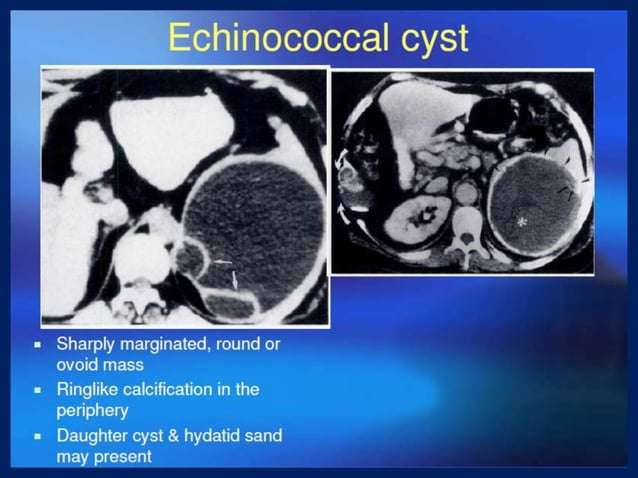 Echinococcal cyst
*
Sharply marginated, round or
ovoid mass
Ringlike calcification in the
periphery
Daughter cyst & hydatid sand
may present